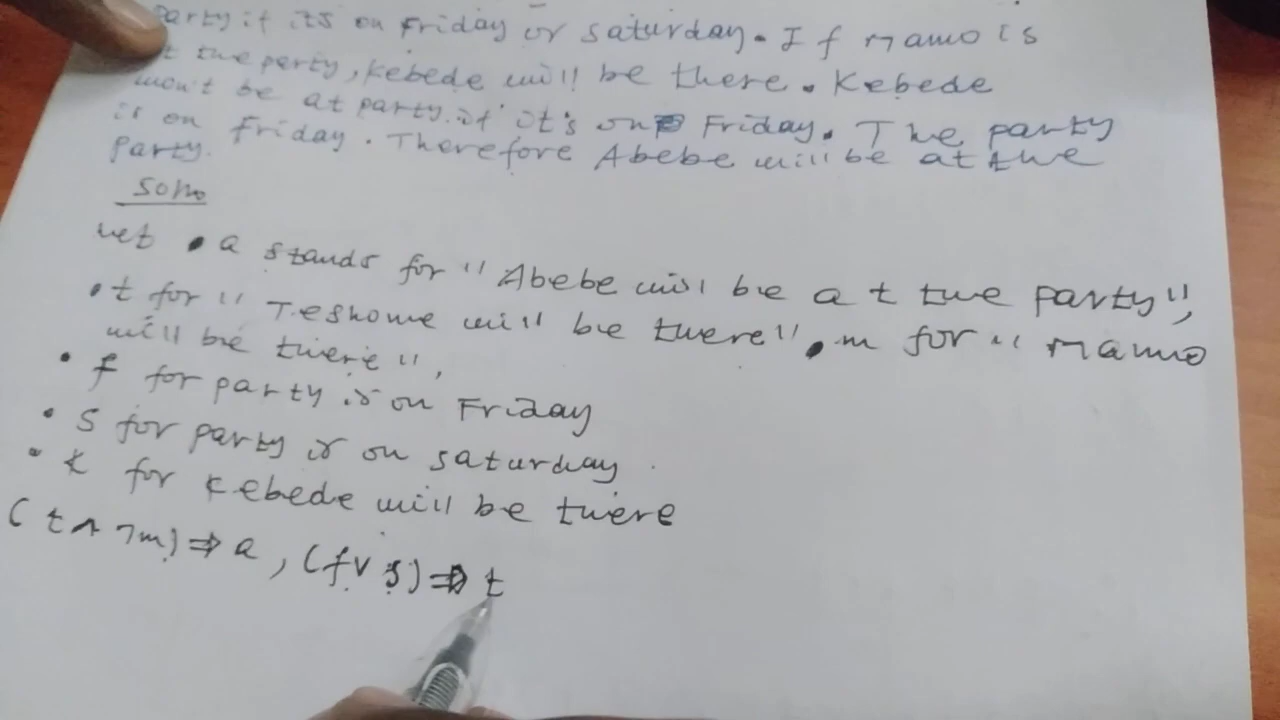 Party if its on Friday or saturday. If mamo is
t the party, kebede will be there. Kebede
won't be at party if it's on Friday. The party
is on Friday. Therefore Abebe will be at the
party.
Soln
Let • a stands for "Abebe will be at the party",
• t for "Teshome will be there", • m for "mamo
will be there",
• f for party is on Friday
• S for party is on saturday
• k for kebede will be there
(t ∧ ¬m) ⇒ a, (f ∨ s) ⇒ t